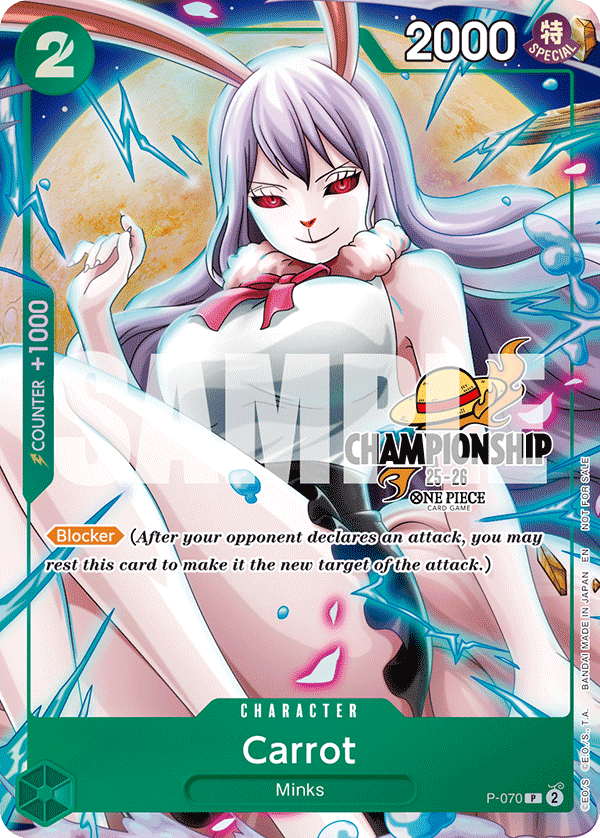 2
2000
特
SPECIAL
COUNTER +1000
SAMPLE
CHAMPIONSHIP
25-26
ONE PIECE
CARD GAME
Blocker (After your opponent declares an attack, you may
rest this card to make it the new target of the attack.)
©E.O./S. ©E.O./S., T.A. BANDAI MADE IN JAPAN EN NOT FOR SALE
CHARACTER
Carrot
Minks
P-070 P 2